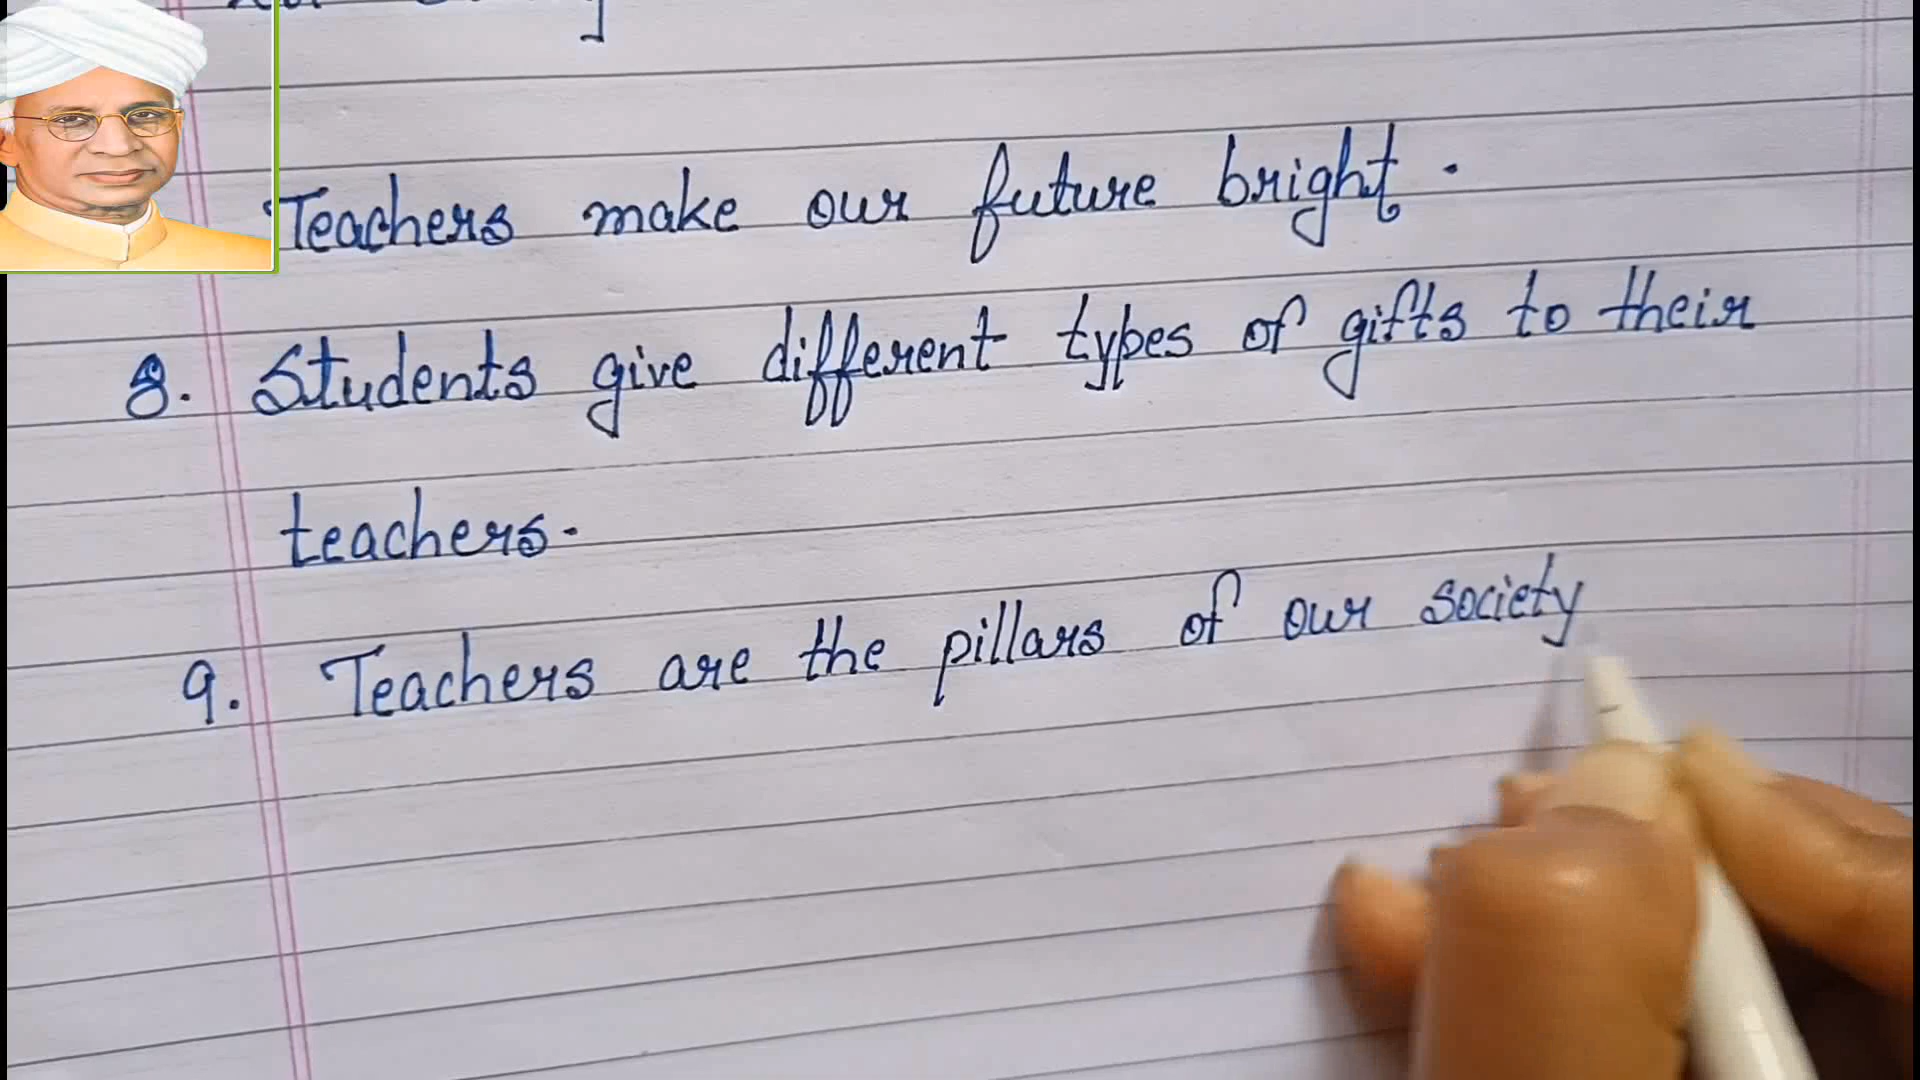 Teachers make our future bright.
8. Students give different types of gifts to their
teachers.
9. Teachers are the pillars of our society